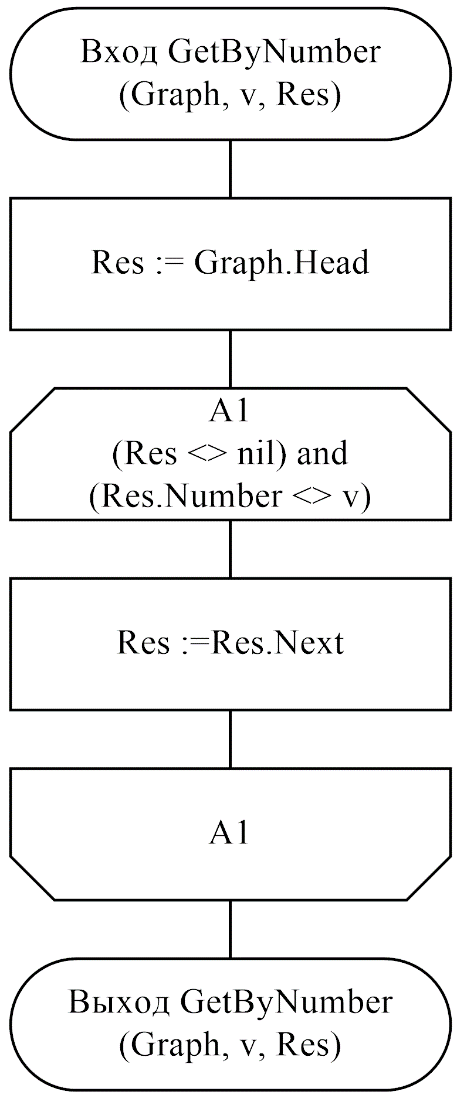 Вход GetByNumber
(Graph, v, Res)
Res := Graph.Head
A1
(Res <> nil) and
(Res.Number <> v)
Res :=Res.Next
A1
Выход GetByNumber
(Graph, v, Res)